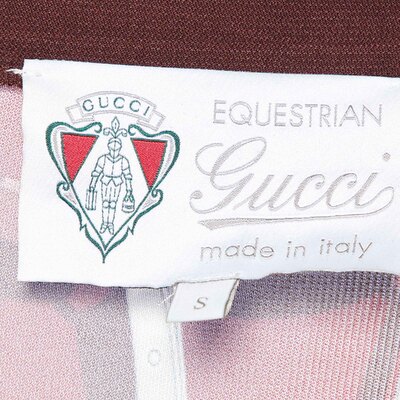 GUCCI
EQUESTRIAN
Gucci
made in italy
S